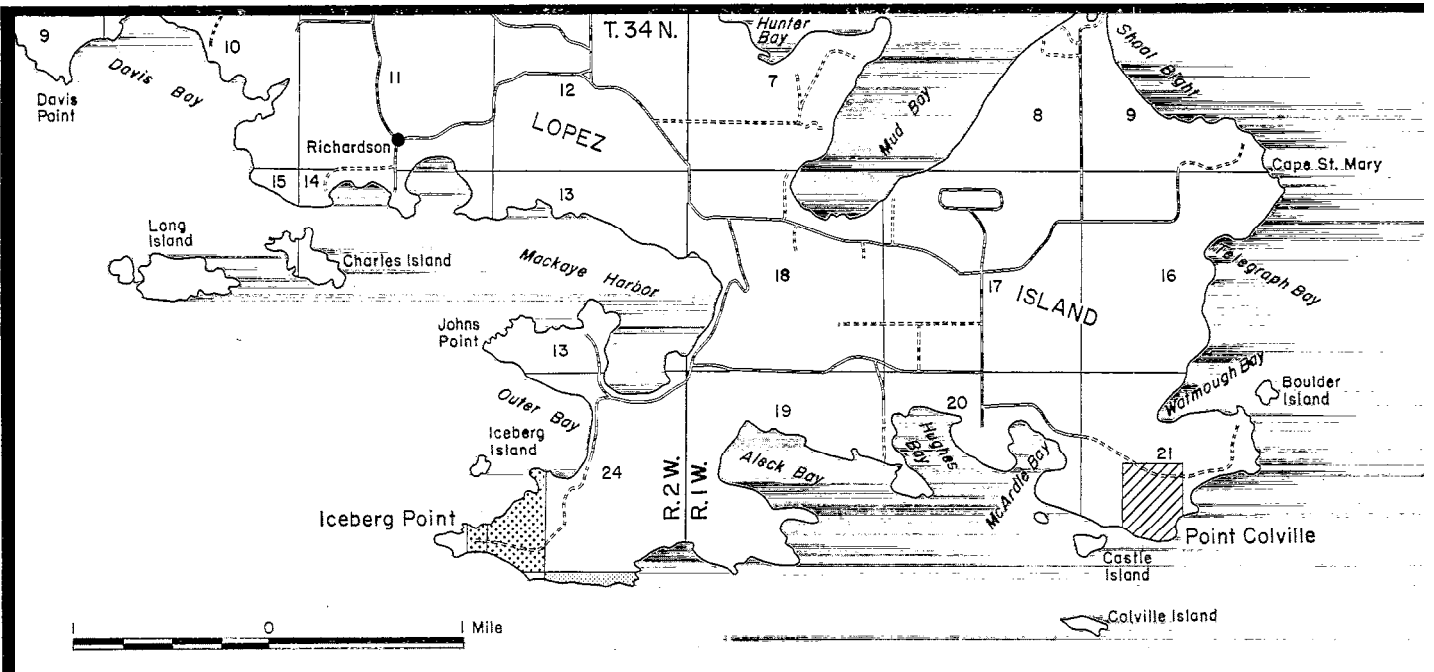 9
10
11
T. 34 N.
Hunter
Bay
7
8
9
Shoal Bight
Davis Bay
Davis
Point
12
LOPEZ
Mud Bay
Richardson
Cape St. Mary
15
14
13
Long
Island
Charles Island
Mackaye Harbor
18
17
ISLAND
16
Telegraph Bay
Johns
Point
13
Outer Bay
Watmough Bay
Boulder
Island
Iceberg
Island
19
20
Hughes
Bay
Aleck Bay
McArdle Bay
21
24
R. 2 W.
R. 1 W.
Iceberg Point
Point Colville
Castle
Island
Colville Island
1
0
1 Mile